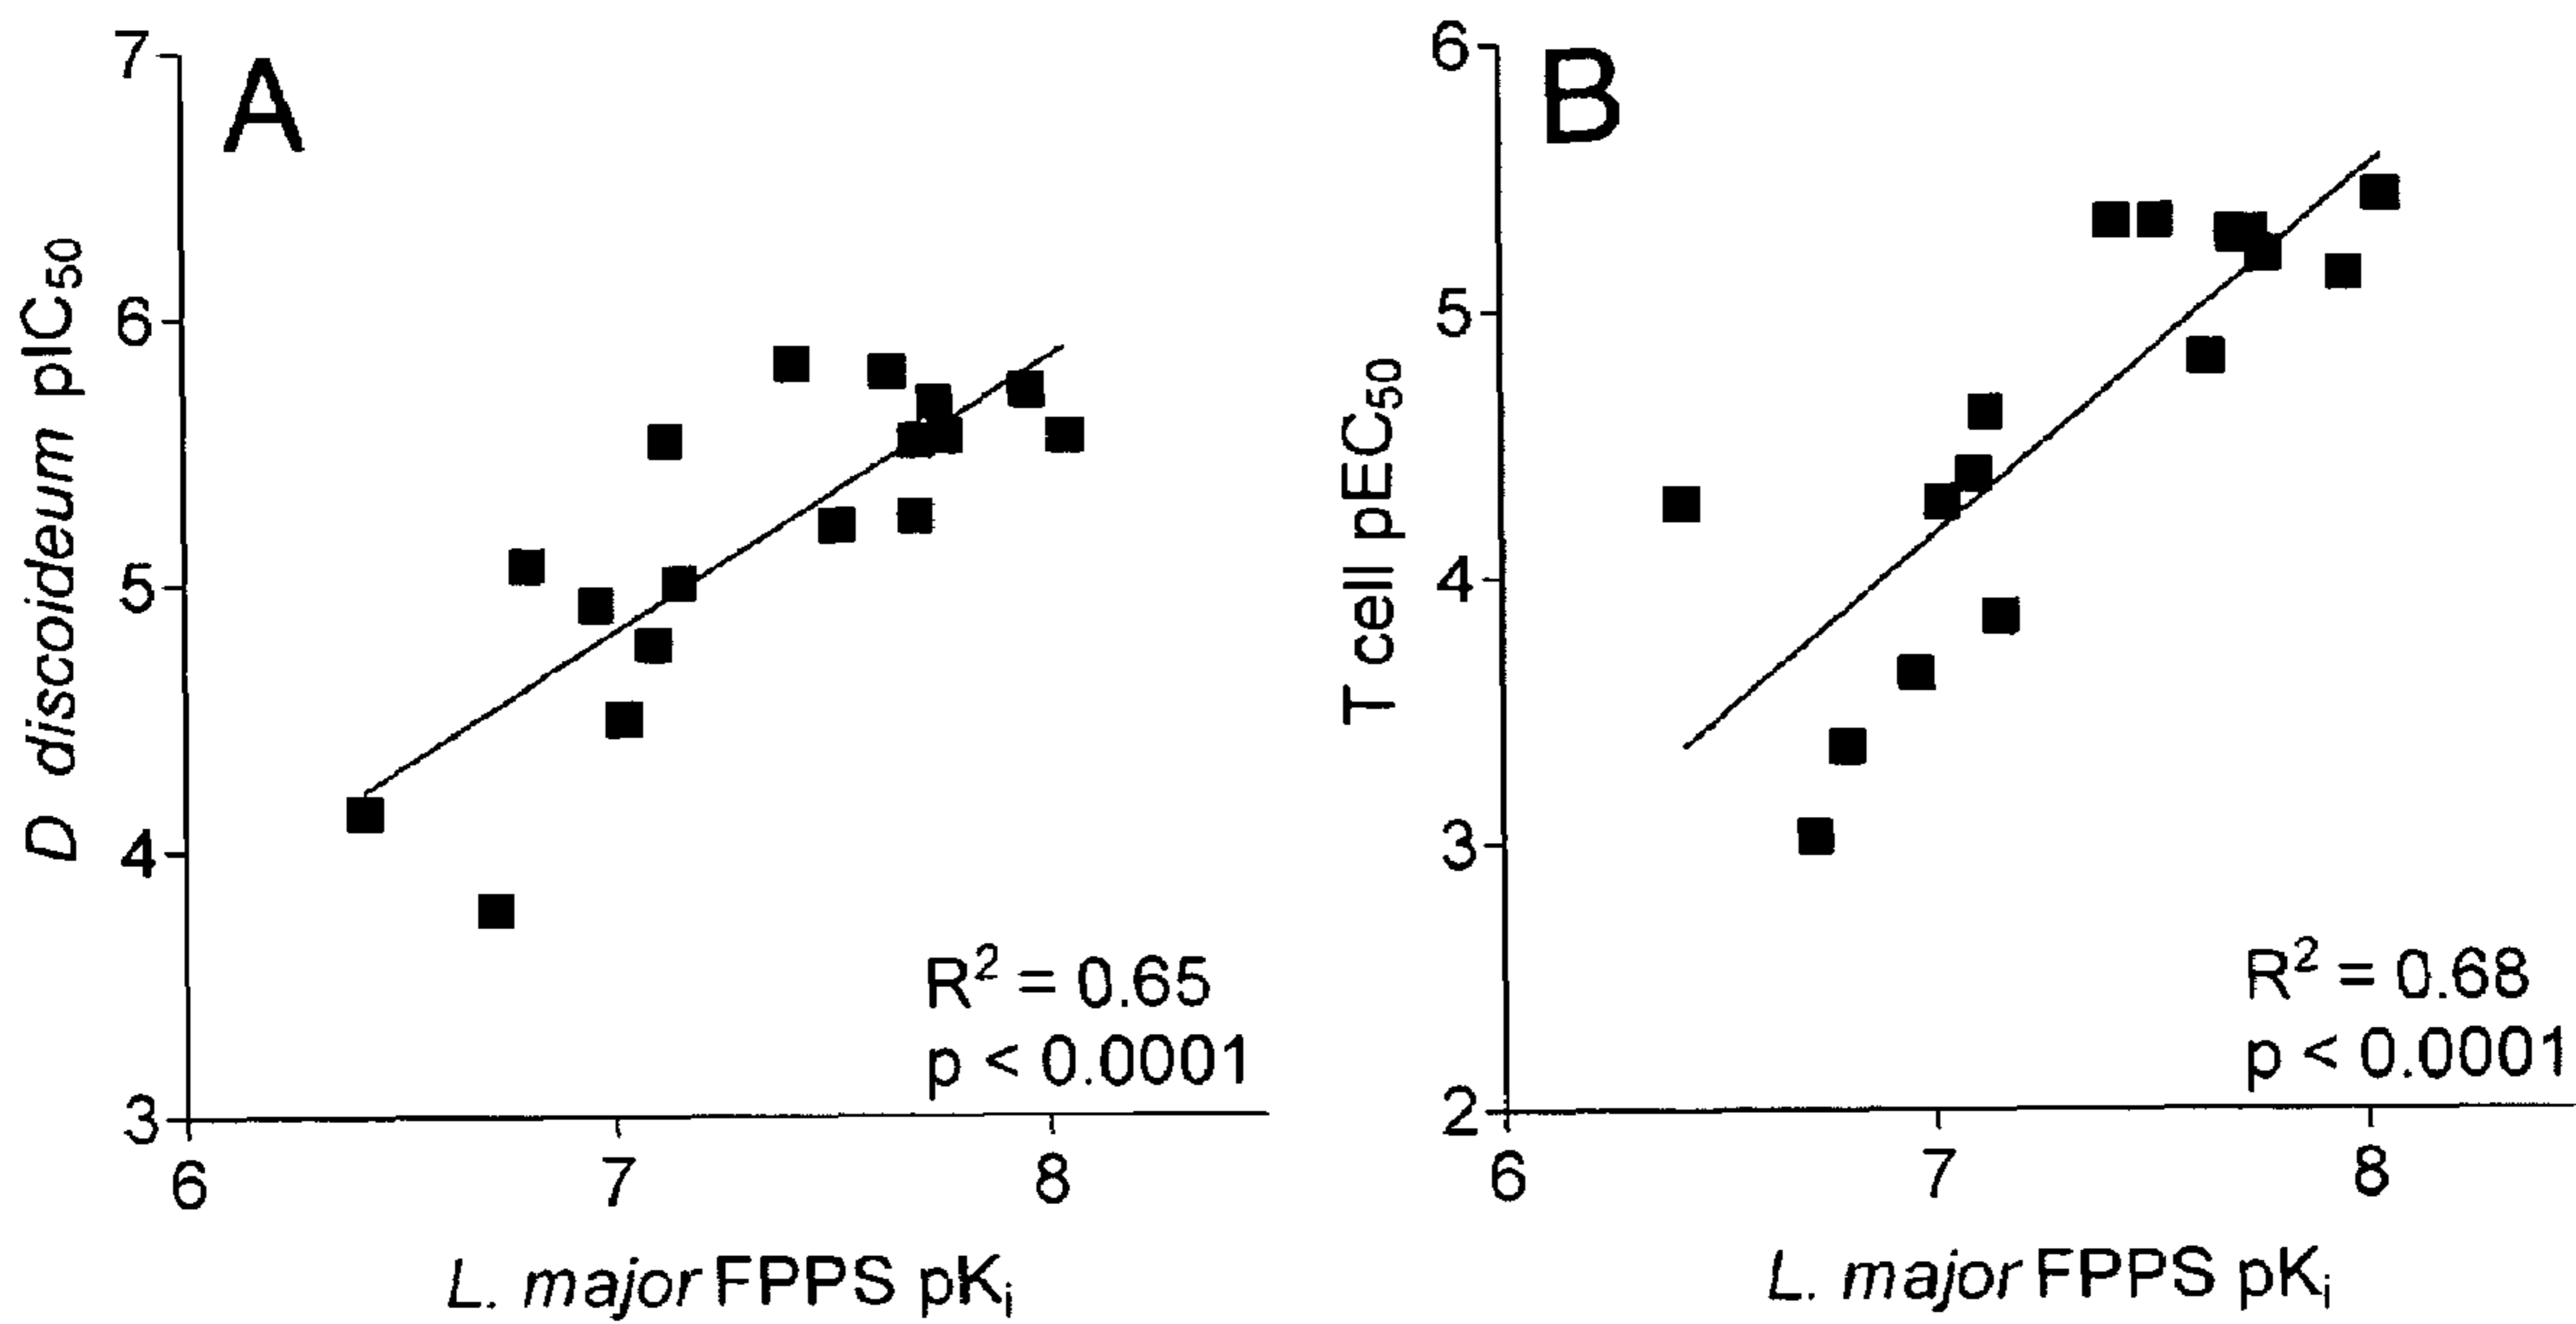 A
7
6
5
4
3
D discoideum pIC50
6 7 8
L. major FPPS pKi
R² = 0.65
p < 0.0001
B
6
5
4
3
2
T cell pEC50
6 7 8
L. major FPPS pKi
R² = 0.68
p < 0.0001